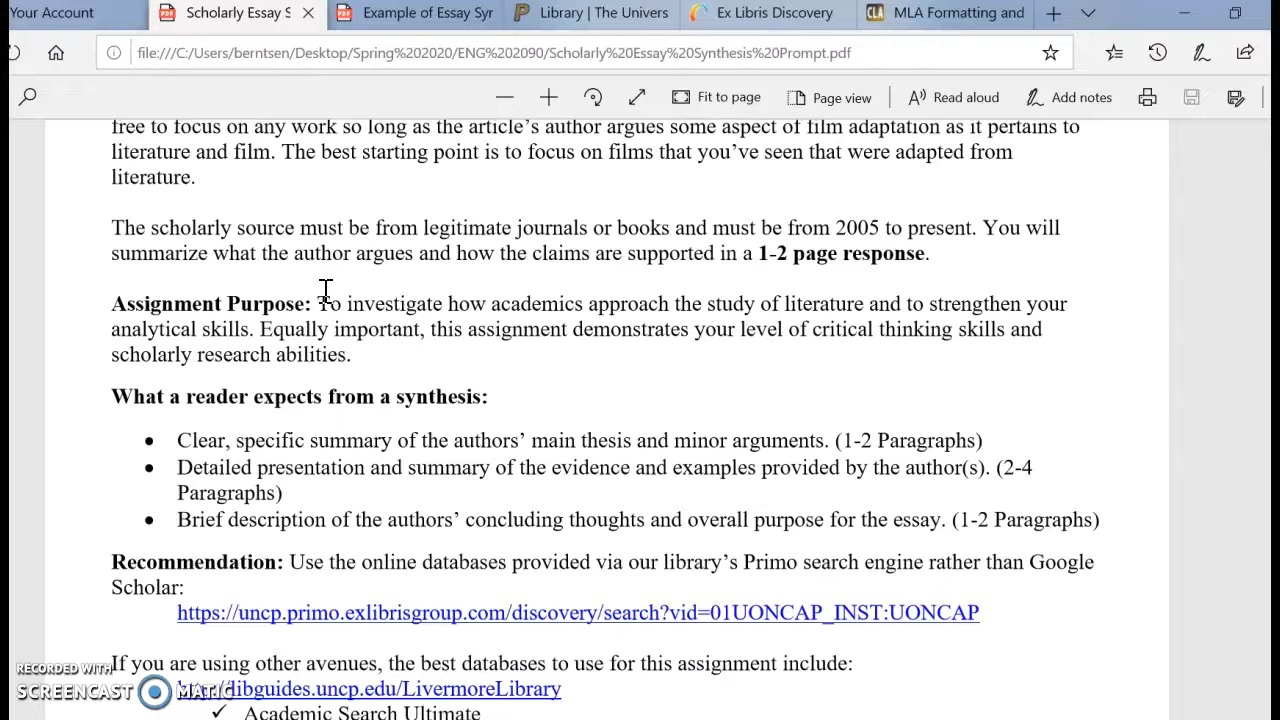 Your Account
Scholarly Essay S
Example of Essay Syr
Library | The Univers
Ex Libris Discovery
MLA Formatting and
file:///C:/Users/berntsen/Desktop/Spring%202020/ENG%202090/Scholarly%20Essay%20Synthesis%20Prompt.pdf
Fit to page
Page view
Read aloud
Add notes
free to focus on any work so long as the article's author argues some aspect of film adaptation as it pertains to
literature and film. The best starting point is to focus on films that you've seen that were adapted from
literature.
The scholarly source must be from legitimate journals or books and must be from 2005 to present. You will
summarize what the author argues and how the claims are supported in a 1-2 page response.
Assignment Purpose: To investigate how academics approach the study of literature and to strengthen your
analytical skills. Equally important, this assignment demonstrates your level of critical thinking skills and
scholarly research abilities.
What a reader expects from a synthesis:
• Clear, specific summary of the authors' main thesis and minor arguments. (1-2 Paragraphs)
• Detailed presentation and summary of the evidence and examples provided by the author(s). (2-4
Paragraphs)
• Brief description of the authors' concluding thoughts and overall purpose for the essay. (1-2 Paragraphs)
Recommendation: Use the online databases provided via our library's Primo search engine rather than Google
Scholar:
https://uncp.primo.exlibrisgroup.com/discovery/search?vid=01UONCAP_INST:UONCAP
If you are using other avenues, the best databases to use for this assignment include:
libguides.uncp.edu/LivermoreLibrary
✓ Academic Search Ultimate
RECORDED WITH
SCREENCAST MATIC